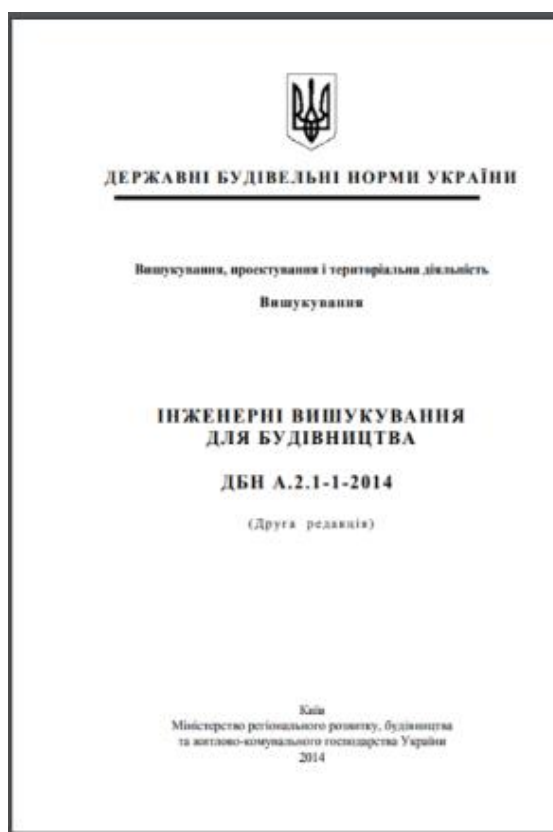 ДЕРЖАВНІ БУДІВЕЛЬНІ НОРМИ УКРАЇНИ
Вишукування, проектування і територіальна діяльність
Вишукування
ІНЖЕНЕРНІ ВИШУКУВАННЯ
ДЛЯ БУДІВНИЦТВА
ДБН А.2.1-1-2014
(Друга редакція)
Київ
Міністерство регіонального розвитку, будівництва
та житлово-комунального господарства України
2014